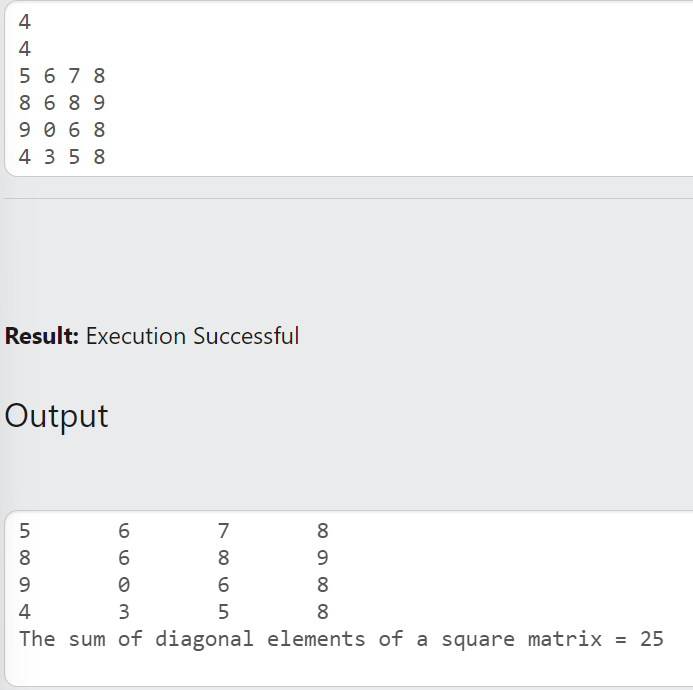 4
4
5 6 7 8
8 6 8 9
9 0 6 8
4 3 5 8
Result: Execution Successful
Output
5 6 7 8
8 6 8 9
9 0 6 8
4 3 5 8
The sum of diagonal elements of a square matrix = 25